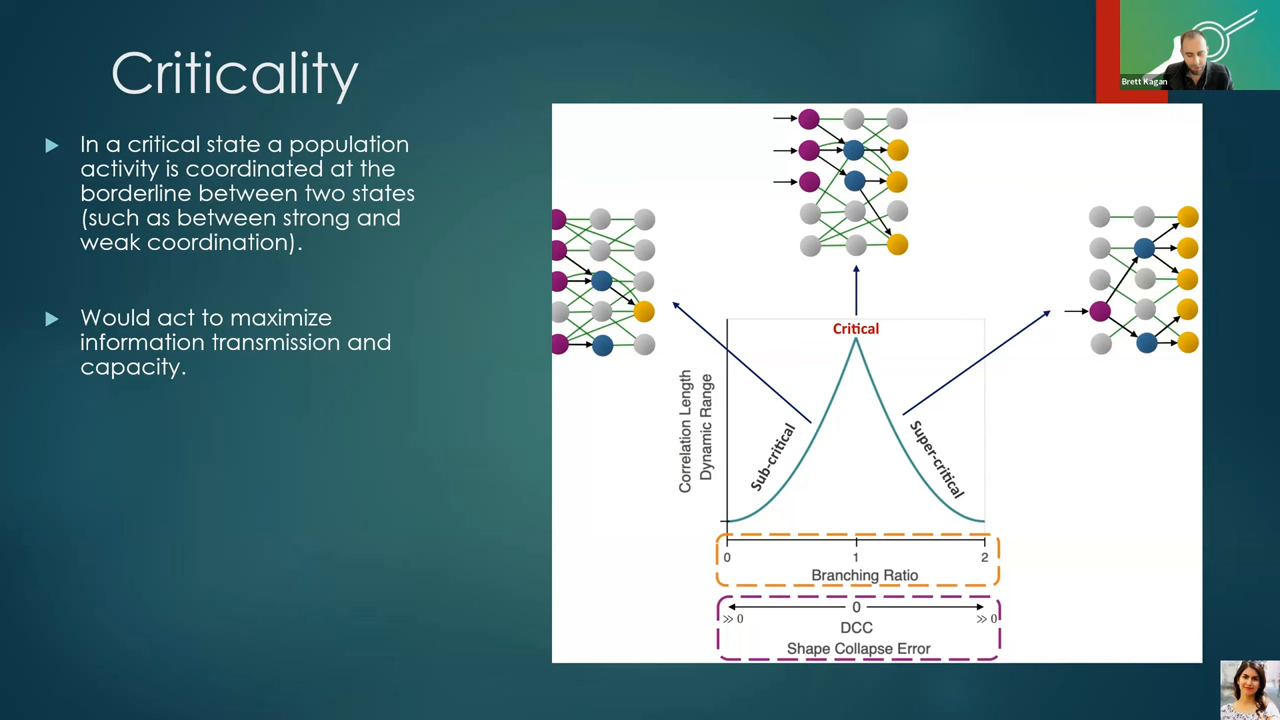 Criticality
In a critical state a population
activity is coordinated at the
borderline between two states
(such as between strong and
weak coordination).
Would act to maximize
information transmission and
capacity.
Brett Kagan
Critical
Correlation Length
Dynamic Range
Sub-critical
Super-critical
0 1 2
Branching Ratio
0
≫ 0 ≫ 0
DCC
Shape Collapse Error